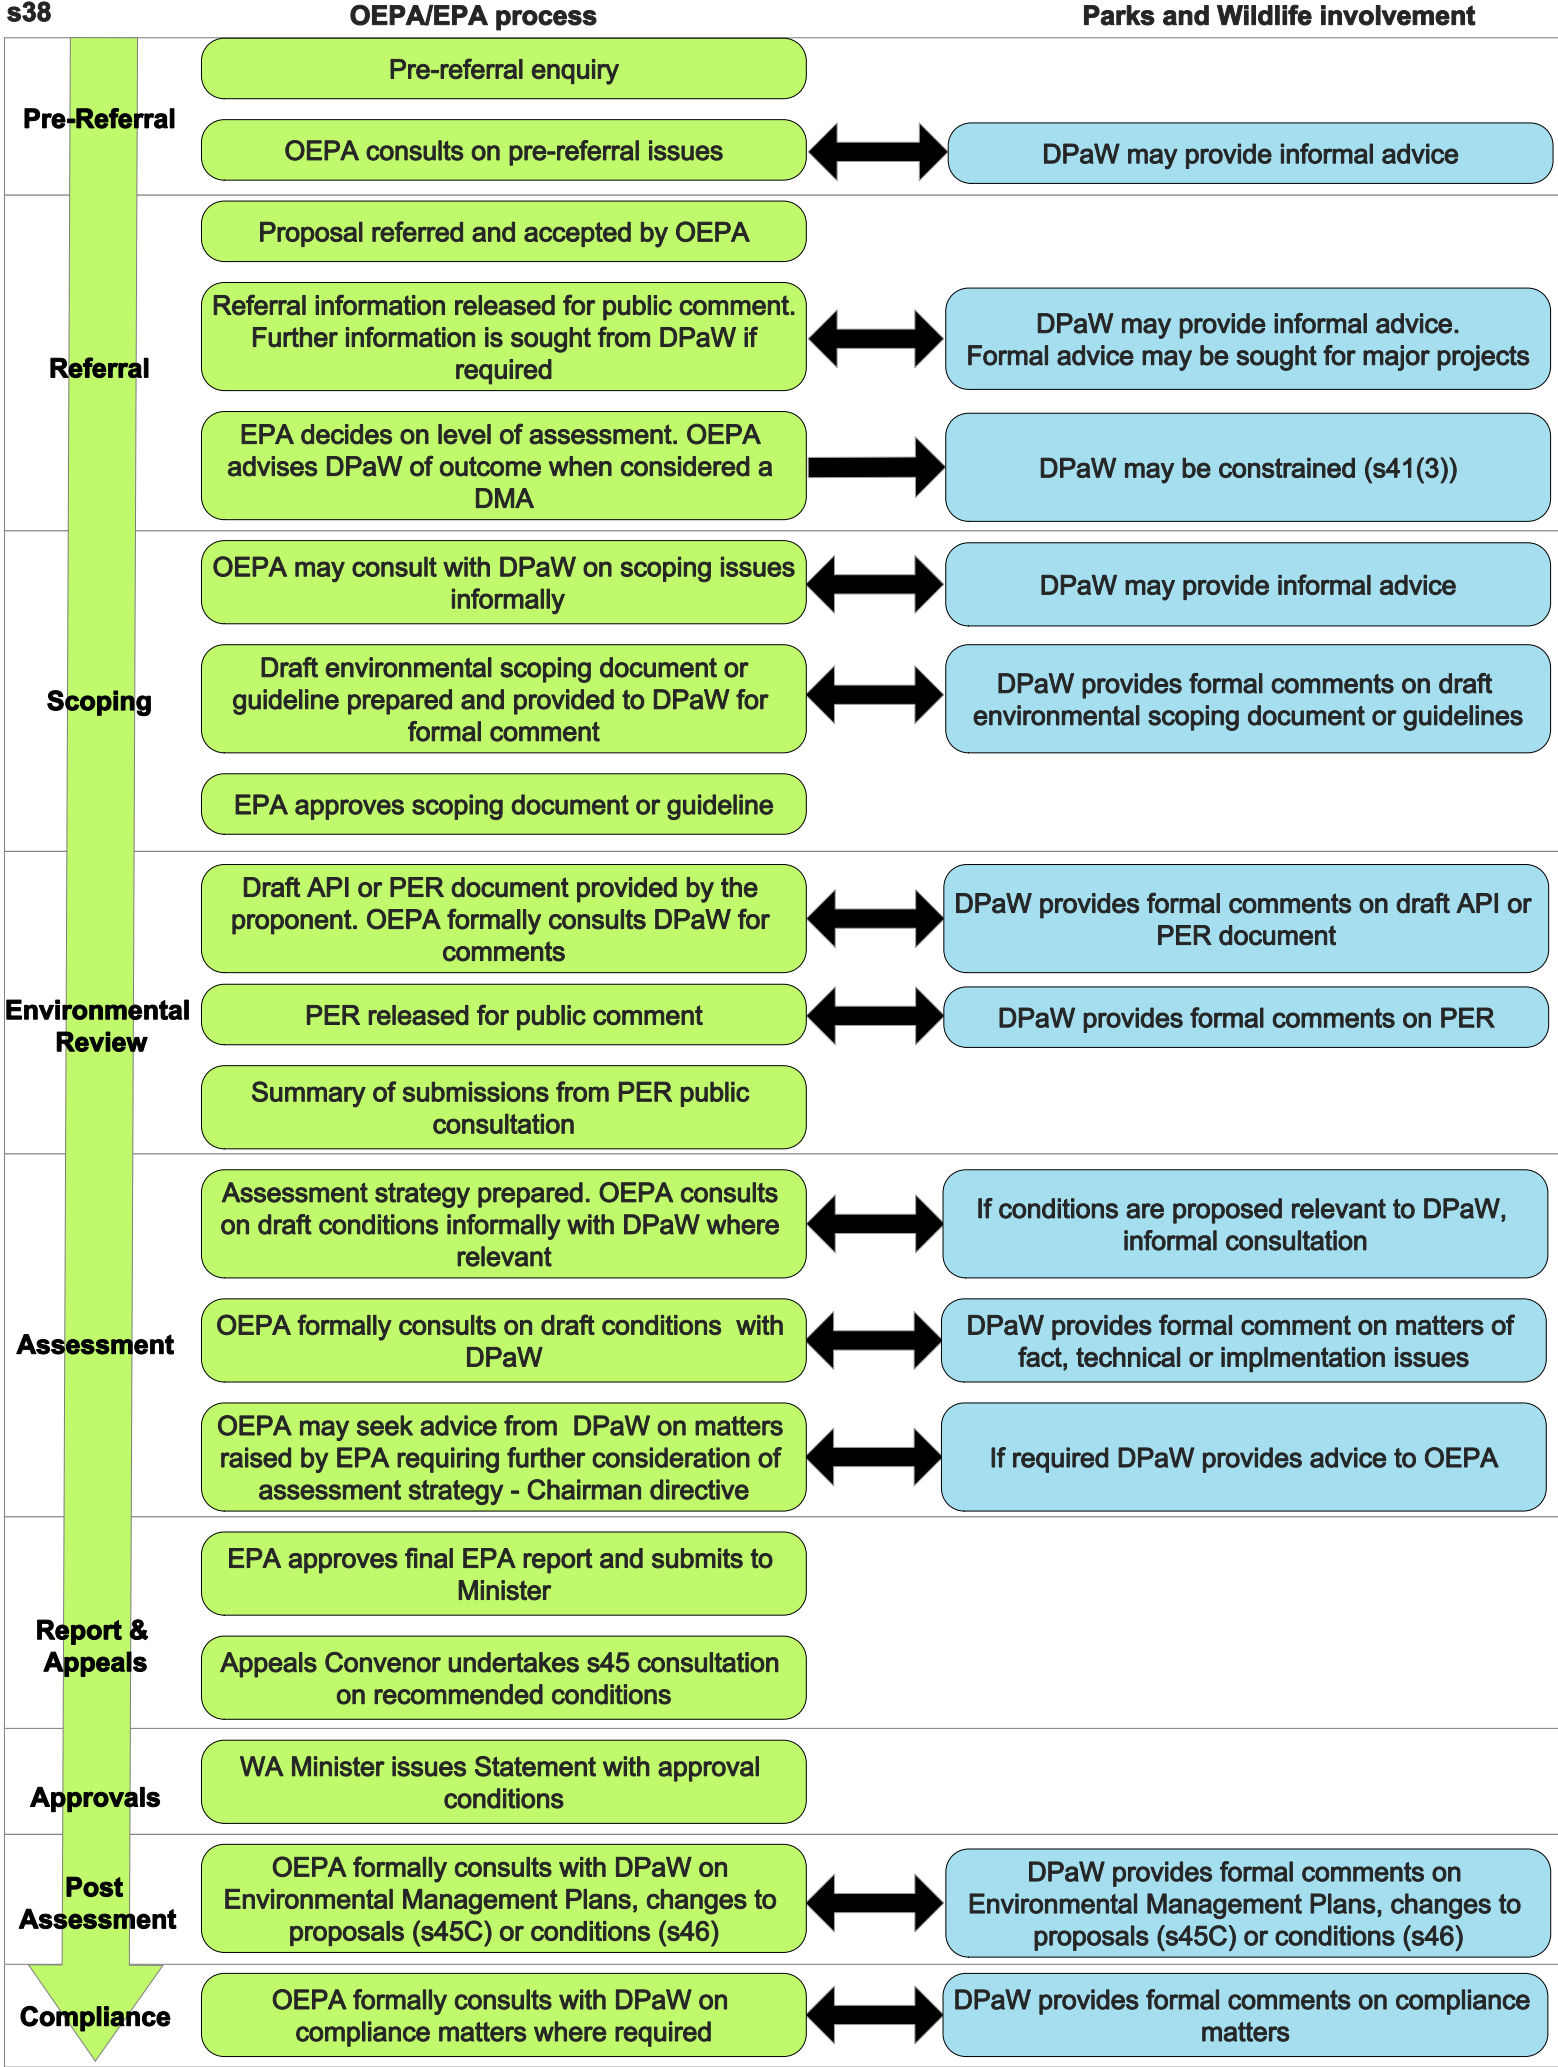 s38
OEPA/EPA process
Parks and Wildlife involvement
Pre-Referral
Pre-referral enquiry
OEPA consults on pre-referral issues
DPaW may provide informal advice
Referral
Proposal referred and accepted by OEPA
Referral information released for public comment.
Further information is sought from DPaW if
required
DPaW may provide informal advice.
Formal advice may be sought for major projects
EPA decides on level of assessment. OEPA
advises DPaW of outcome when considered a
DMA
DPaW may be constrained (s41(3))
Scoping
OEPA may consult with DPaW on scoping issues
informally
DPaW may provide informal advice
Draft environmental scoping document or
guideline prepared and provided to DPaW for
formal comment
DPaW provides formal comments on draft
environmental scoping document or guidelines
EPA approves scoping document or guideline
Environmental
Review
Draft API or PER document provided by the
proponent. OEPA formally consults DPaW for
comments
DPaW provides formal comments on draft API or
PER document
PER released for public comment
DPaW provides formal comments on PER
Summary of submissions from PER public
consultation
Assessment
Assessment strategy prepared. OEPA consults
on draft conditions informally with DPaW where
relevant
If conditions are proposed relevant to DPaW,
informal consultation
OEPA formally consults on draft conditions  with
DPaW
DPaW provides formal comment on matters of
fact, technical or implmentation issues
OEPA may seek advice from  DPaW on matters
raised by EPA requiring further consideration of
assessment strategy - Chairman directive
If required DPaW provides advice to OEPA
Report &
Appeals
EPA approves final EPA report and submits to
Minister
Appeals Convenor undertakes s45 consultation
on recommended conditions
Approvals
WA Minister issues Statement with approval
conditions
Post
Assessment
OEPA formally consults with DPaW on
Environmental Management Plans, changes to
proposals (s45C) or conditions (s46)
DPaW provides formal comments on
Environmental Management Plans, changes to
proposals (s45C) or conditions (s46)
Compliance
OEPA formally consults with DPaW on
compliance matters where required
DPaW provides formal comments on compliance
matters